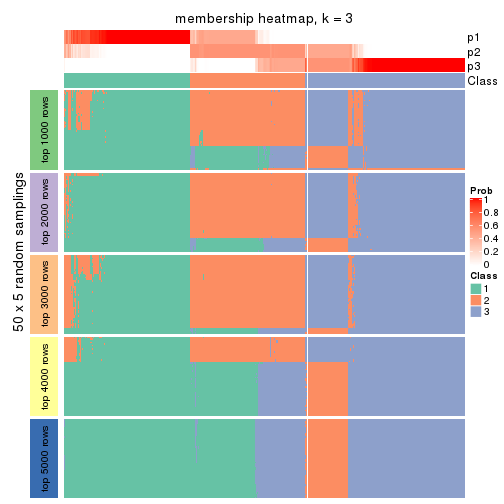 membership heatmap, k = 3
p1
p2
p3
Class
50 x 5 random samplings
top 1000 rows
top 2000 rows
top 3000 rows
top 4000 rows
top 5000 rows
Prob
1
0.8
0.6
0.4
0.2
0
Class
1
2
3